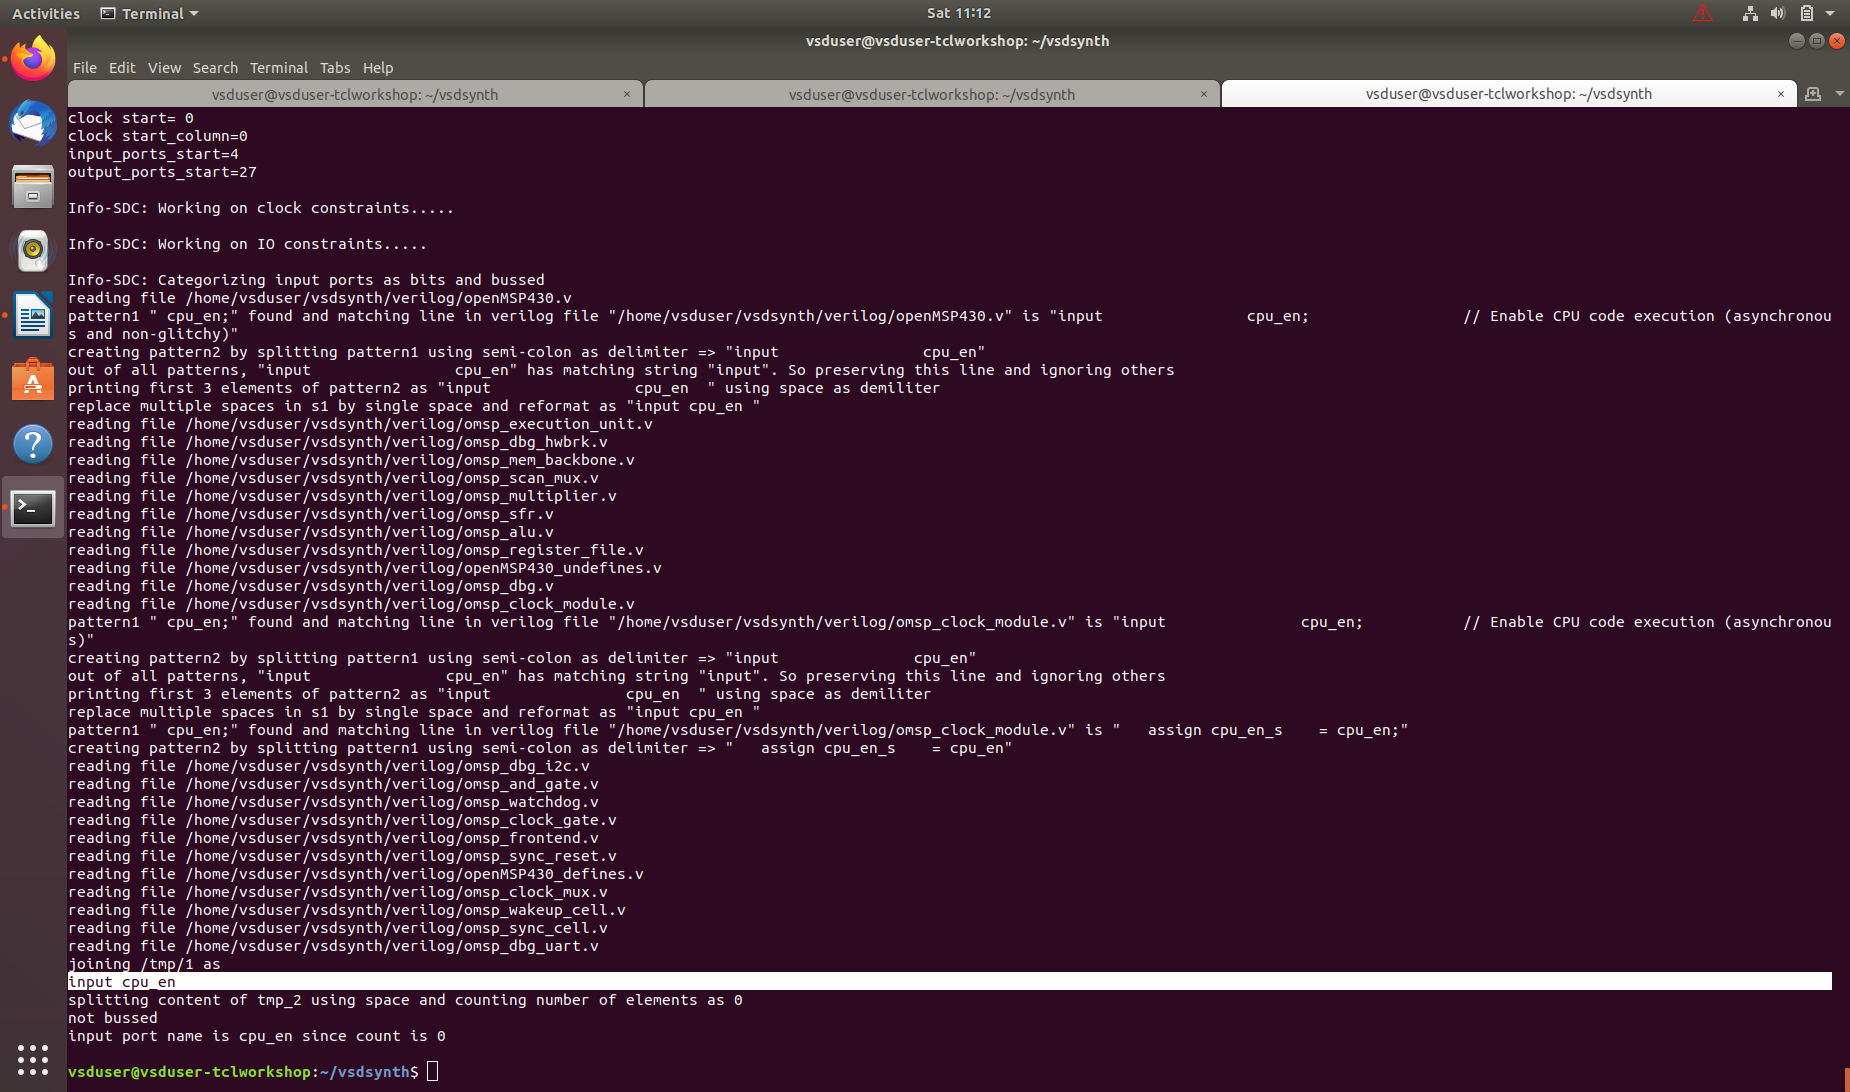 Activities Terminal Sat 11:12
vsduser@vsduser-tclworkshop: ~/vsdsynth
File Edit View Search Terminal Tabs Help
vsduser@vsduser-tclworkshop: ~/vsdsynth × vsduser@vsduser-tclworkshop: ~/vsdsynth × vsduser@vsduser-tclworkshop: ~/vsdsynth ×
clock start= 0
clock start_column=0
input_ports_start=4
output_ports_start=27
Info-SDC: Working on clock constraints.....
Info-SDC: Working on IO constraints.....
Info-SDC: Categorizing input ports as bits and bussed
reading file /home/vsduser/vsdsynth/verilog/openMSP430.v
pattern1 " cpu_en;" found and matching line in verilog file "/home/vsduser/vsdsynth/verilog/openMSP430.v" is "input                cpu_en;                 // Enable CPU code execution (asynchronou
s and non-glitchy)"
creating pattern2 by splitting pattern1 using semi-colon as delimiter => "input                cpu_en"
out of all patterns, "input                cpu_en" has matching string "input". So preserving this line and ignoring others
printing first 3 elements of pattern2 as "input                cpu_en  " using space as demiliter
replace multiple spaces in s1 by single space and reformat as "input cpu_en "
reading file /home/vsduser/vsdsynth/verilog/omsp_execution_unit.v
reading file /home/vsduser/vsdsynth/verilog/omsp_dbg_hwbrk.v
reading file /home/vsduser/vsdsynth/verilog/omsp_mem_backbone.v
reading file /home/vsduser/vsdsynth/verilog/omsp_scan_mux.v
reading file /home/vsduser/vsdsynth/verilog/omsp_multiplier.v
reading file /home/vsduser/vsdsynth/verilog/omsp_sfr.v
reading file /home/vsduser/vsdsynth/verilog/omsp_alu.v
reading file /home/vsduser/vsdsynth/verilog/omsp_register_file.v
reading file /home/vsduser/vsdsynth/verilog/openMSP430_undefines.v
reading file /home/vsduser/vsdsynth/verilog/omsp_dbg.v
reading file /home/vsduser/vsdsynth/verilog/omsp_clock_module.v
pattern1 " cpu_en;" found and matching line in verilog file "/home/vsduser/vsdsynth/verilog/omsp_clock_module.v" is "input               cpu_en;           // Enable CPU code execution (asynchronou
s)"
creating pattern2 by splitting pattern1 using semi-colon as delimiter => "input               cpu_en"
out of all patterns, "input               cpu_en" has matching string "input". So preserving this line and ignoring others
printing first 3 elements of pattern2 as "input               cpu_en  " using space as demiliter
replace multiple spaces in s1 by single space and reformat as "input cpu_en "
pattern1 " cpu_en;" found and matching line in verilog file "/home/vsduser/vsdsynth/verilog/omsp_clock_module.v" is "   assign cpu_en_s    = cpu_en;"
creating pattern2 by splitting pattern1 using semi-colon as delimiter => "   assign cpu_en_s    = cpu_en"
reading file /home/vsduser/vsdsynth/verilog/omsp_dbg_i2c.v
reading file /home/vsduser/vsdsynth/verilog/omsp_and_gate.v
reading file /home/vsduser/vsdsynth/verilog/omsp_watchdog.v
reading file /home/vsduser/vsdsynth/verilog/omsp_clock_gate.v
reading file /home/vsduser/vsdsynth/verilog/omsp_frontend.v
reading file /home/vsduser/vsdsynth/verilog/omsp_sync_reset.v
reading file /home/vsduser/vsdsynth/verilog/openMSP430_defines.v
reading file /home/vsduser/vsdsynth/verilog/omsp_clock_mux.v
reading file /home/vsduser/vsdsynth/verilog/omsp_wakeup_cell.v
reading file /home/vsduser/vsdsynth/verilog/omsp_sync_cell.v
reading file /home/vsduser/vsdsynth/verilog/omsp_dbg_uart.v
joining /tmp/1 as
input cpu_en
splitting content of tmp_2 using space and counting number of elements as 0
not bussed
input port name is cpu_en since count is 0
vsduser@vsduser-tclworkshop:~/vsdsynth$